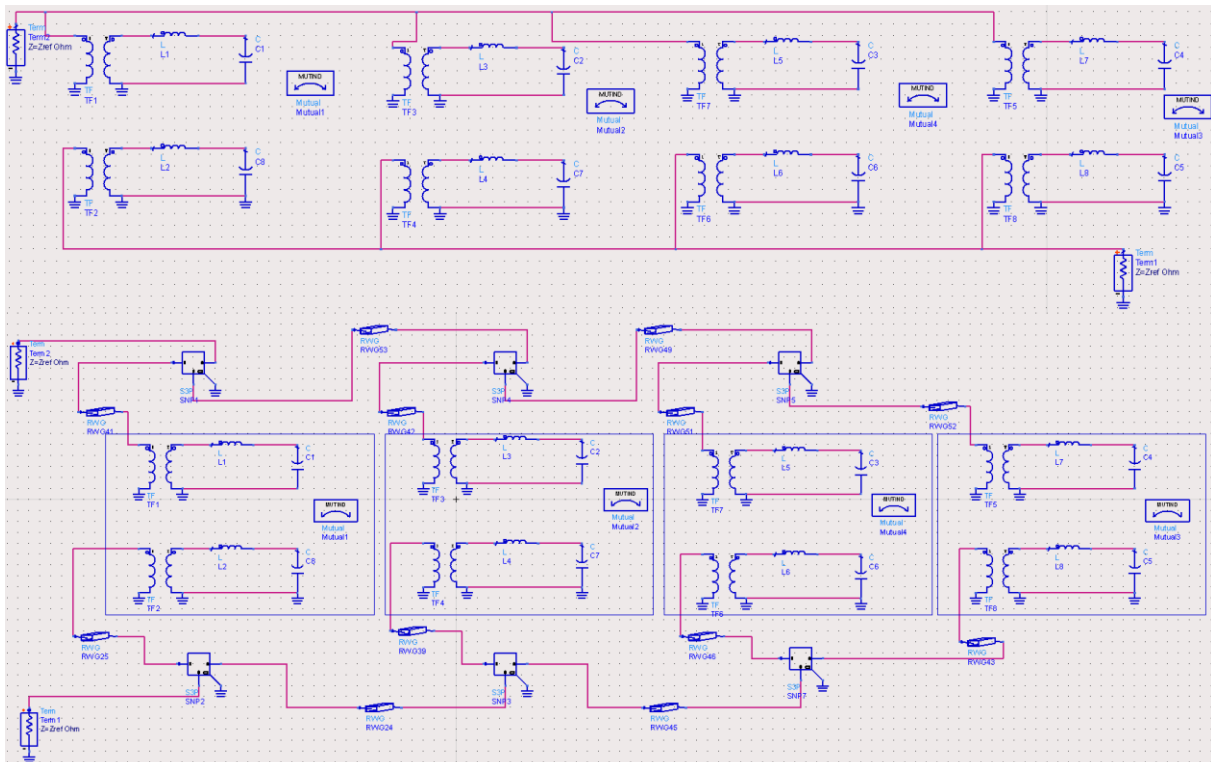 Term
Term2
Z=Zref Ohm
TF
TF1
L
L1
C
C1
MUTIND
Mutual
Mutual1
TF
TF3
L
L3
C
C2
MUTIND
Mutual
Mutual2
TF
TF7
L
L5
C
C3
MUTIND
Mutual
Mutual4
TF
TF5
L
L7
C
C4
MUTIND
Mutual
Mutual3
TF
TF2
L
L2
C
C8
TF
TF4
L
L4
C
C7
TF
TF6
L
L6
C
C6
TF
TF8
L
L8
C
C5
Term
Term1
Z=Zref Ohm
Term
Term 2
Z=Zref Ohm
S3P
SNP1
RWG
RWG53
S3P
SNP4
RWG
RWG49
S3P
SNP5
RWG
RWG41
RWG
RWG42
RWG
RWG51
RWG
RWG52
TF
TF1
L
L1
C
C1
MUTIND
Mutual
Mutual1
TF
TF3
L
L3
C
C2
MUTIND
Mutual
Mutual2
TF
TF7
L
L5
C
C3
MUTIND
Mutual
Mutual4
TF
TF5
L
L7
C
C4
MUTIND
Mutual
Mutual3
TF
TF2
L
L2
C
C8
TF
TF4
L
L4
C
C7
TF
TF6
L
L6
C
C6
TF
TF8
L
L8
C
C5
RWG
RWG25
RWG
RWG39
RWG
RWG46
RWG
RWG43
S3P
SNP2
S3P
SNP3
S3P
SNP7
RWG
RWG24
RWG
RWG45
Term
Term 1
Z=Zref Ohm